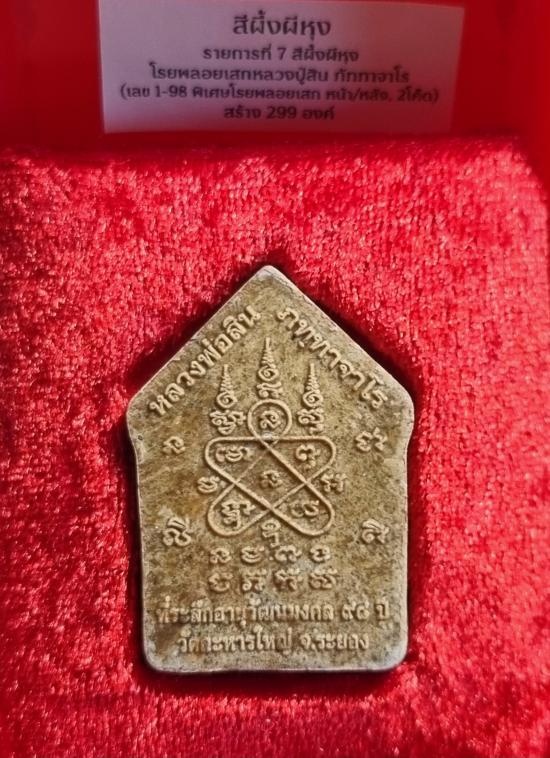 สีผึ้งผีหุง
รายการที่ 7 สีผึ้งผีหุง
โรยพลอยเสกหลวงปู่สิน ภัททาจาโร
(เลข 1-98 พิเศษโรยพลอยเสก หน้า/หลัง, 2โค๊ด)
สร้าง 299 องค์
หลวงพ่อสิน ภทฺทาจาโร
ที่ระลึกอายุวัฒนมงคล ๙๘ ปี
วัดละหารใหญ่ จ.ระยอง